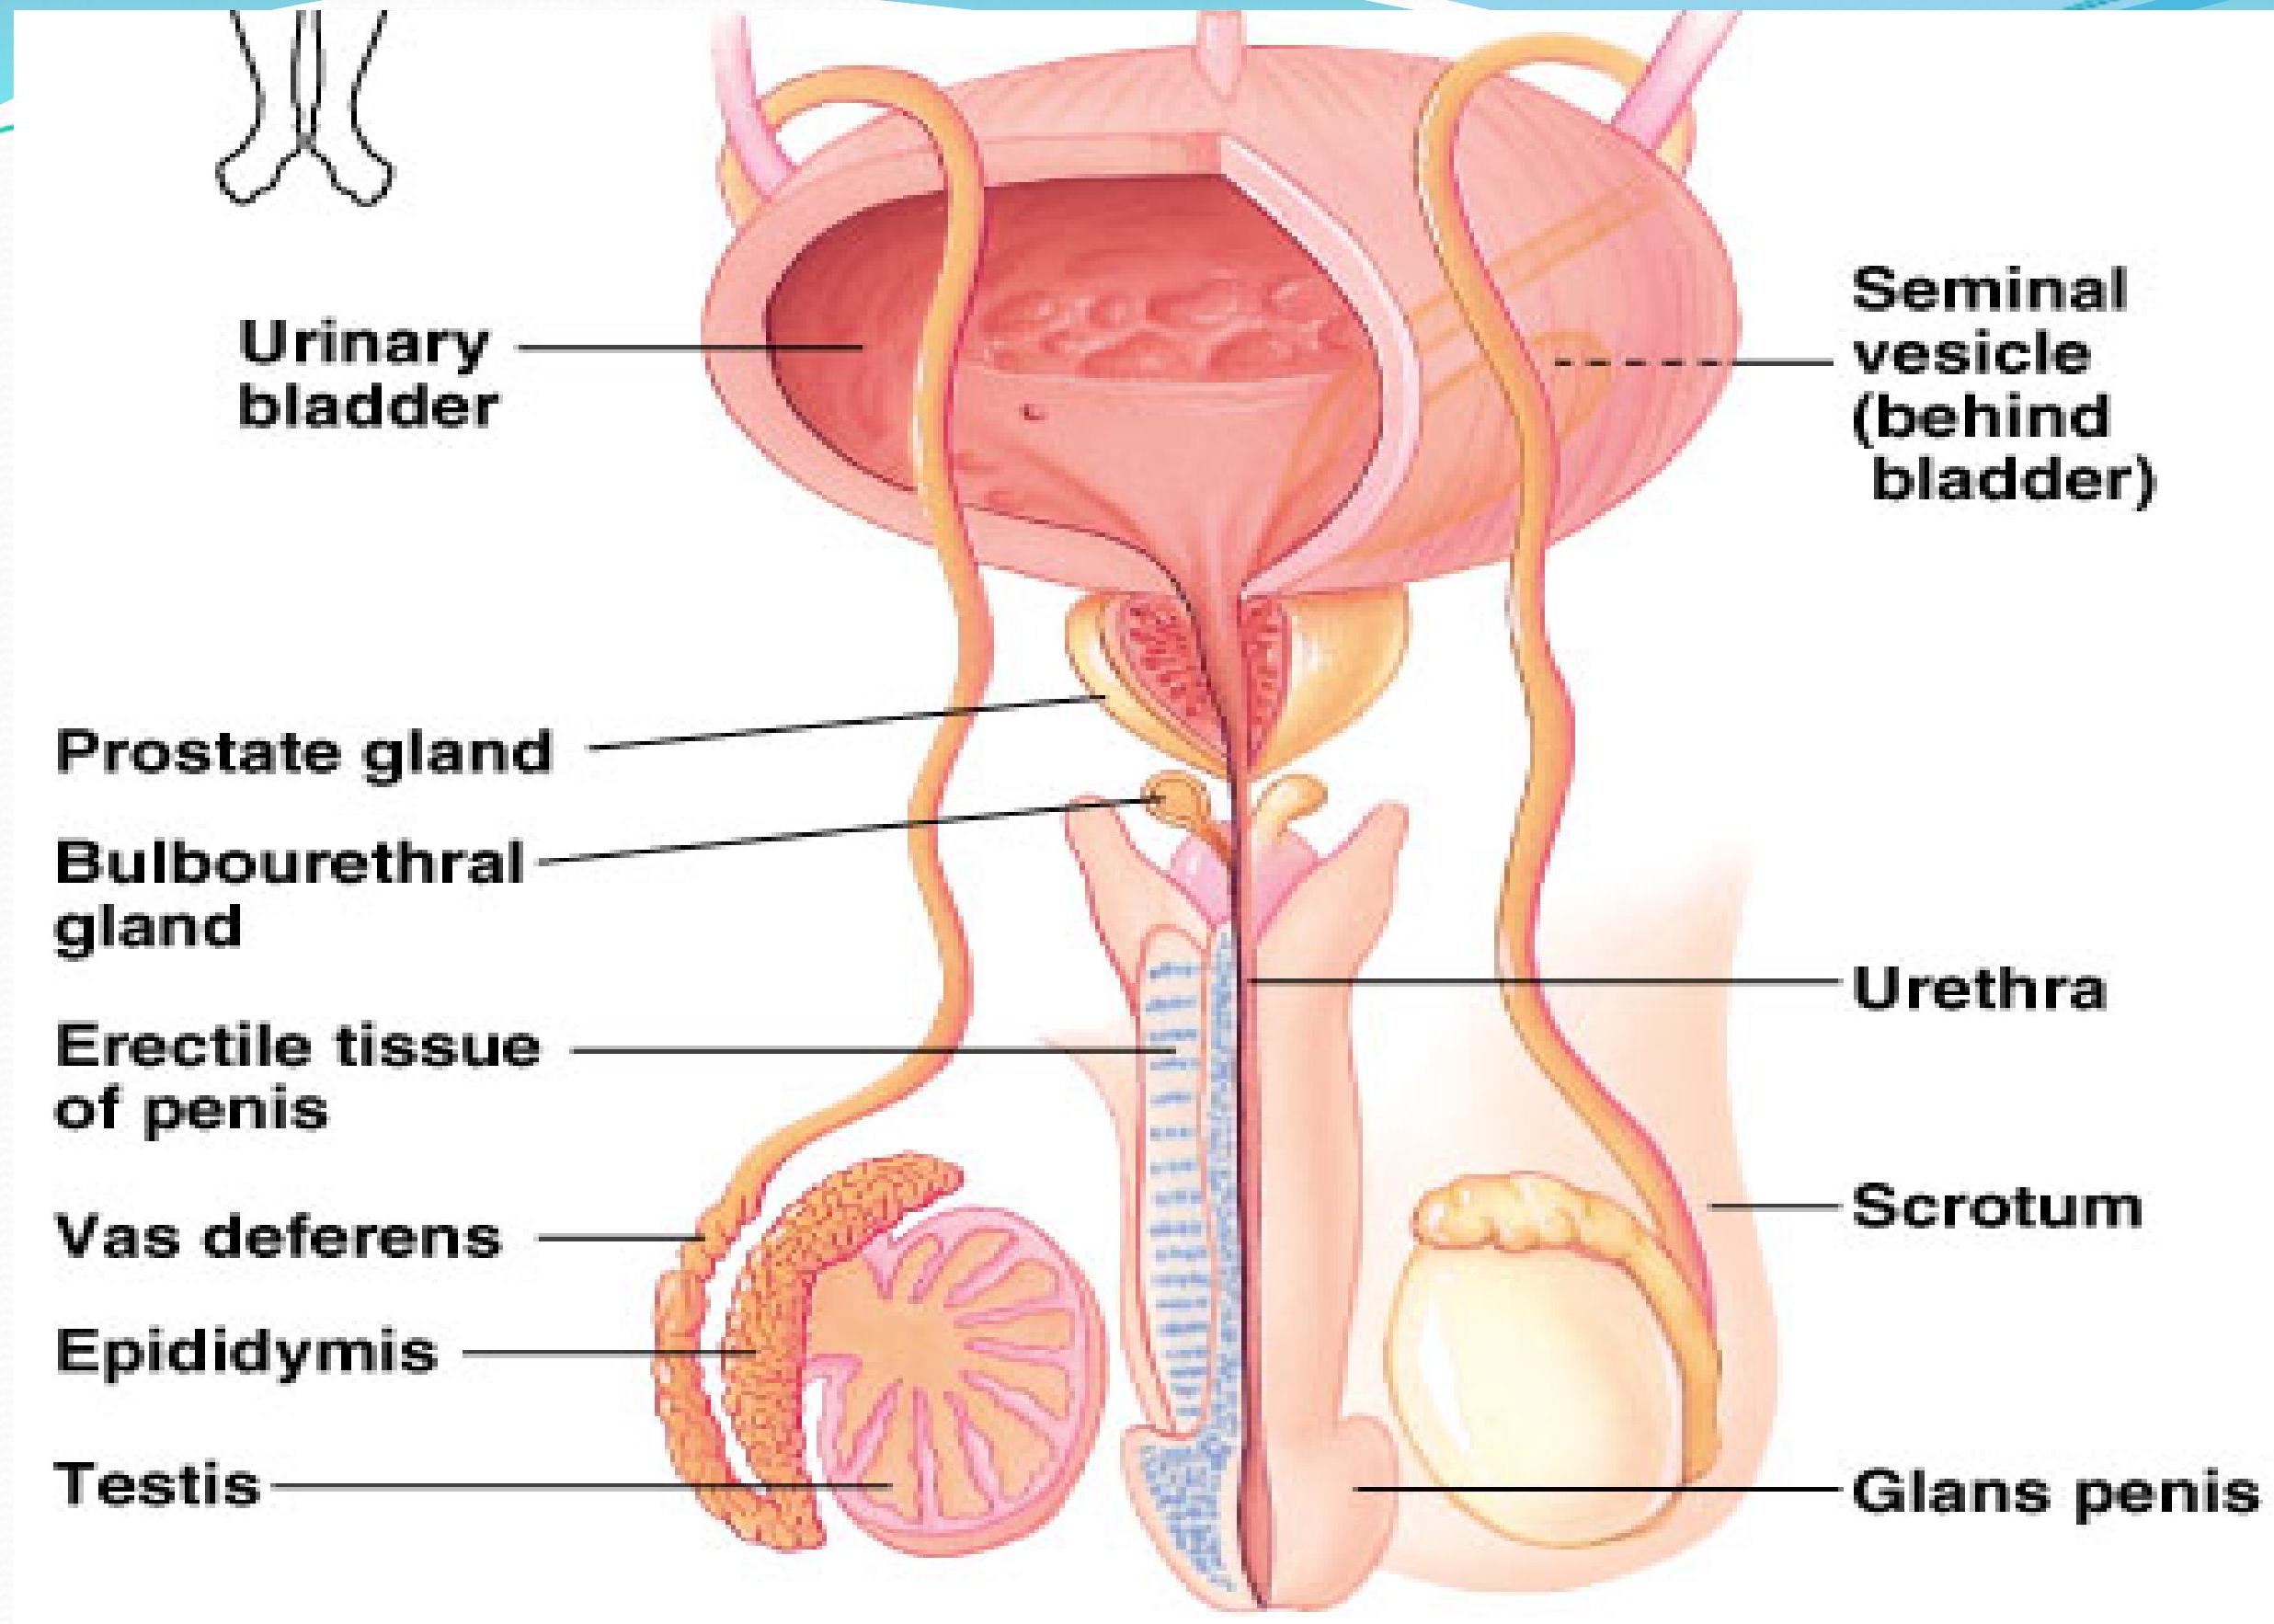 Urinary
bladder
Prostate gland
Bulbourethral
gland
Erectile tissue
of penis
Vas deferens
Epididymis
Testis
Seminal
vesicle
(behind
bladder)
Urethra
Scrotum
Glans penis